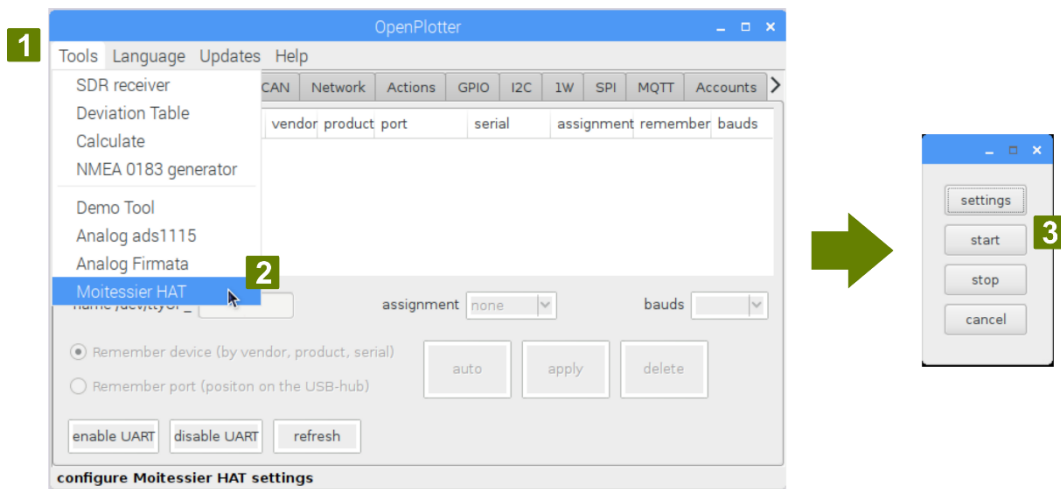 OpenPlotter
1
Tools Language Updates Help
SDR receiver
Deviation Table
Calculate
NMEA 0183 generator
Demo Tool
Analog ads1115
Analog Firmata
Moitessier HAT
2
CAN Network Actions GPIO I2C 1W SPI MQTT Accounts
vendor product port serial assignment remember bauds
name /dev/ttyOP_ assignment none bauds
Remember device (by vendor, product, serial)
Remember port (positon on the USB-hub)
auto apply delete
enable UART disable UART refresh
configure Moitessier HAT settings
settings
start
3
stop
cancel